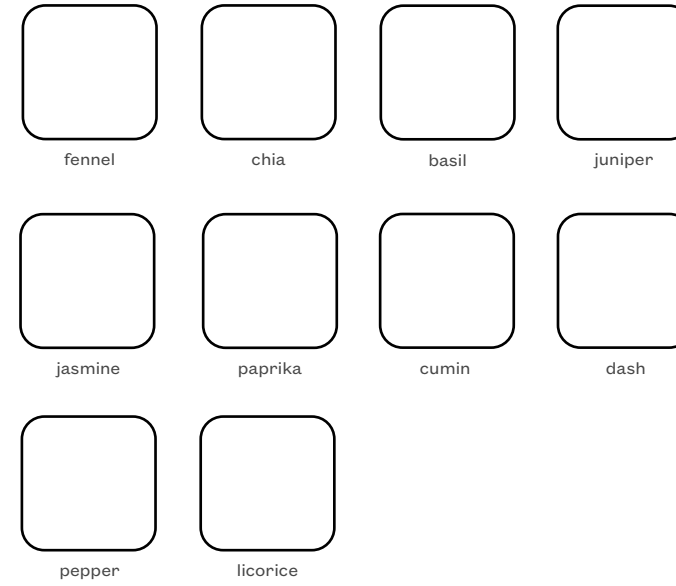 fennel chia basil juniper
jasmine paprika cumin dash
pepper licorice